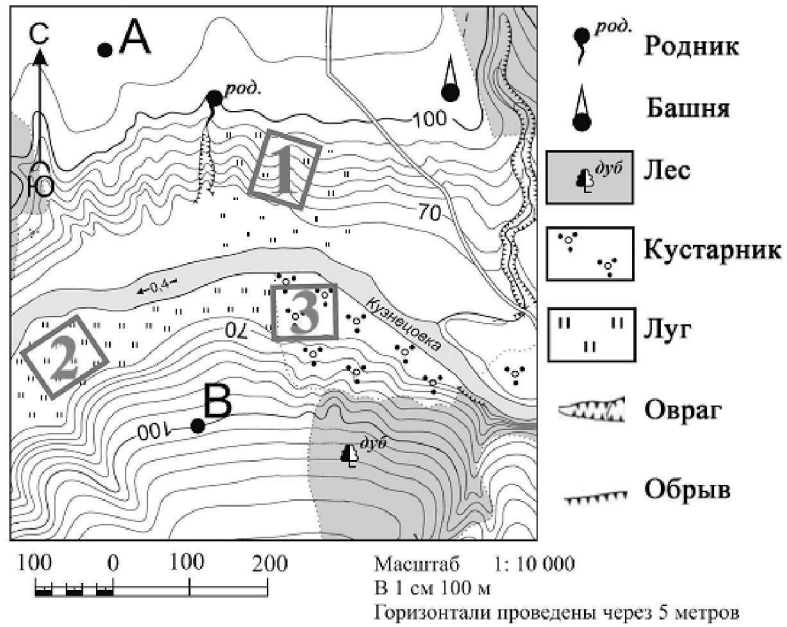 С
А
род.
100
Ю
1
70
0,4
Кузнецовка
3
2
70
В
100
дуб
род.
Родник
Башня
дуб
Лес
Кустарник
Луг
Овраг
Обрыв
100 0 100 200
Масштаб 1: 10 000
В 1 см 100 м
Горизонтали проведены через 5 метров